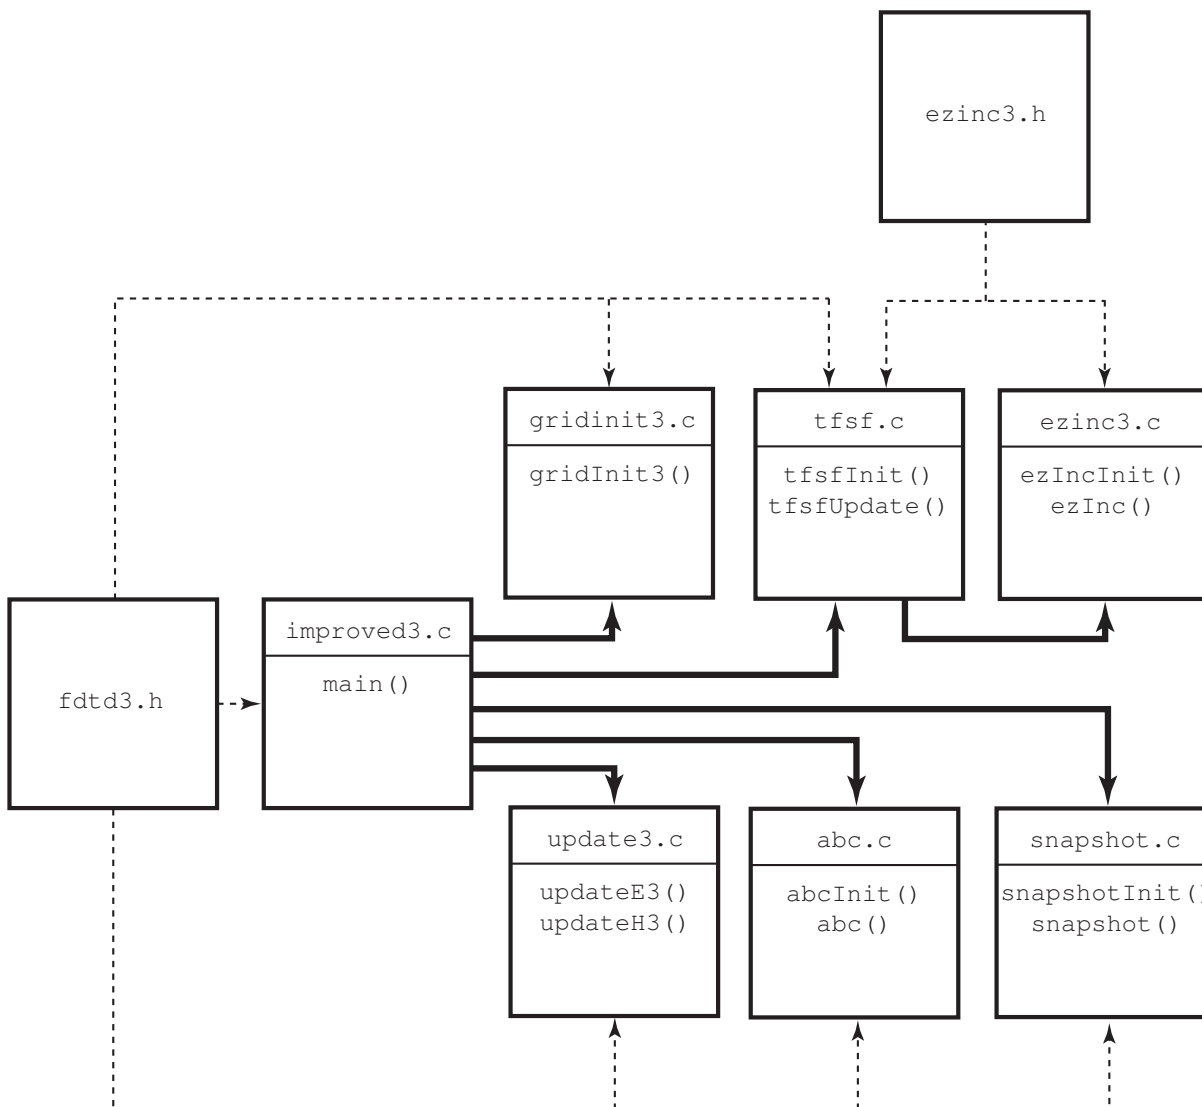 ezinc3.h
gridinit3.c
gridInit3()
tfsf.c
tfsfInit()
tfsfUpdate()
ezinc3.c
ezIncInit()
ezInc()
fdtd3.h
improved3.c
main()
update3.c
updateE3()
updateH3()
abc.c
abcInit()
abc()
snapshot.c
snapshotInit()
snapshot()